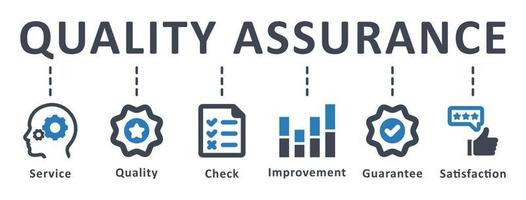 QUALITY ASSURANCE
Service Quality Check Improvement Guarantee Satisfaction